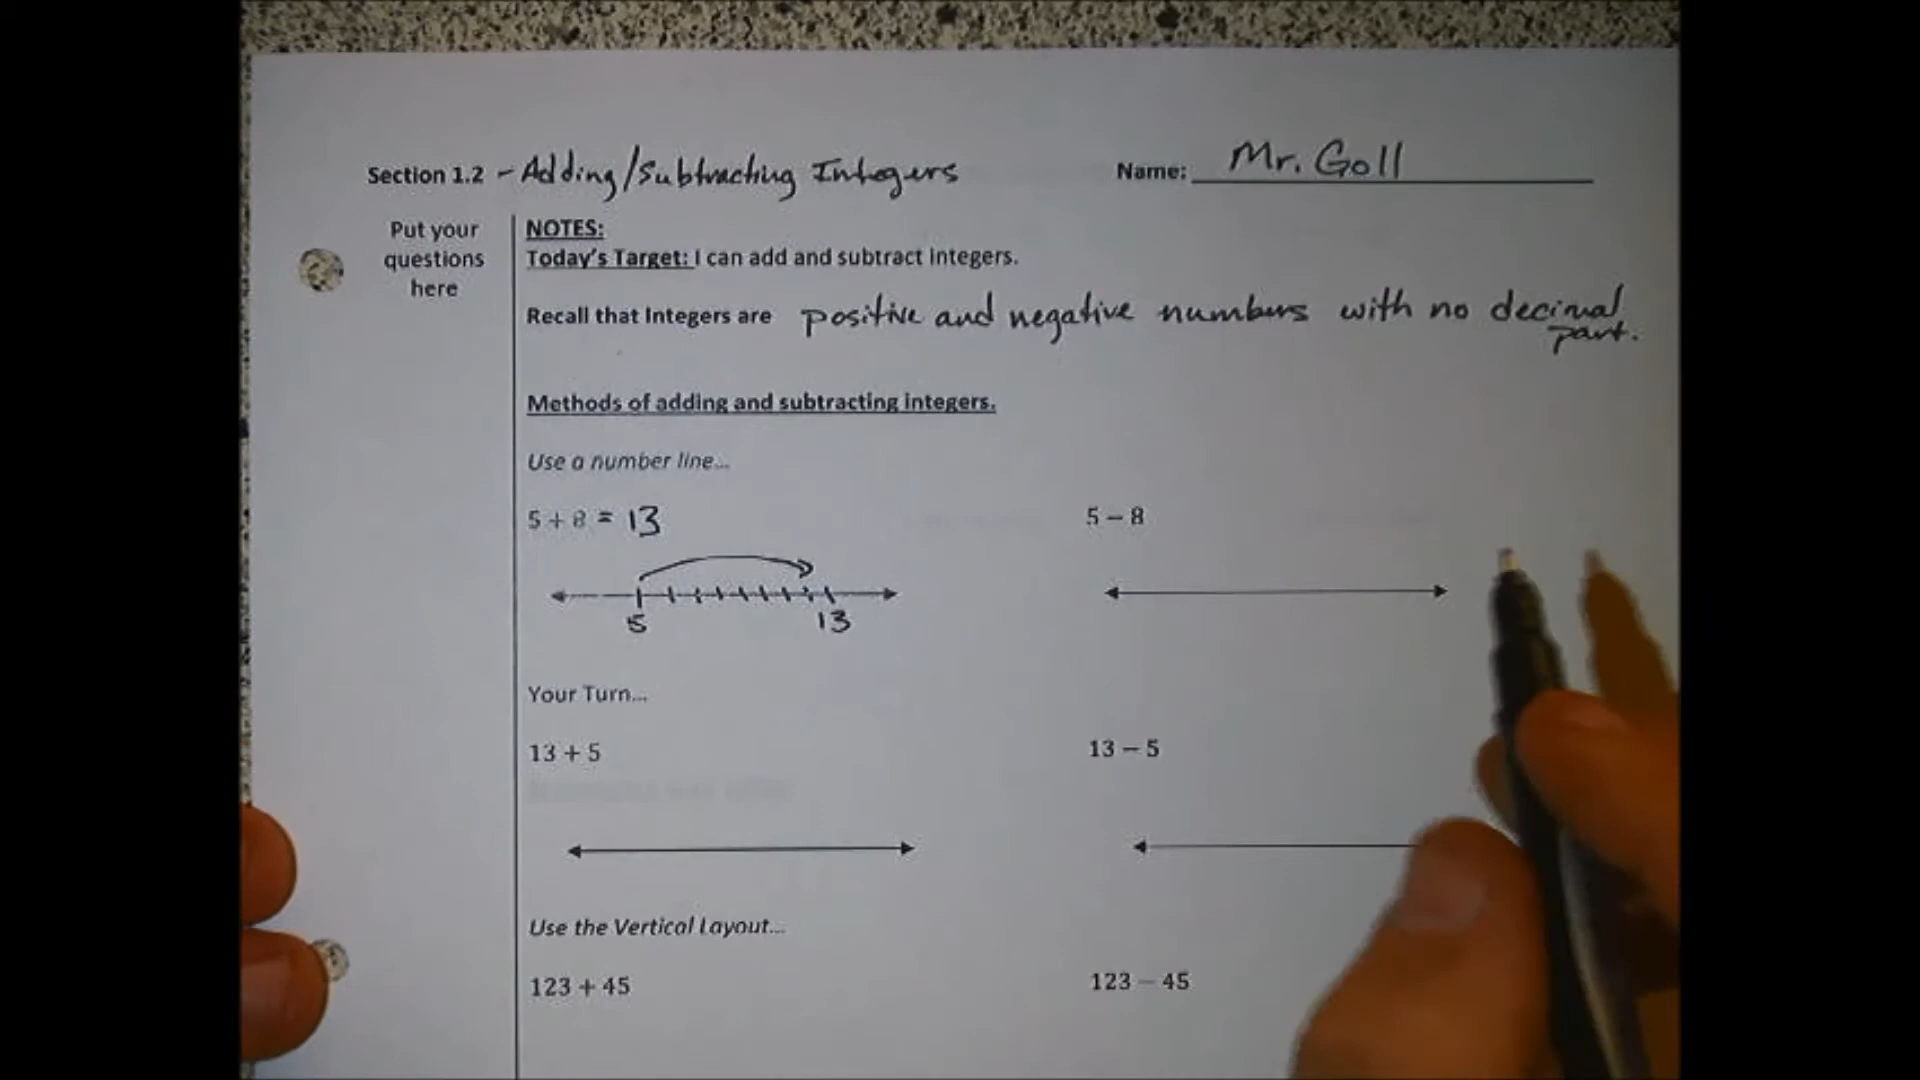 Section 1.2 - Adding/Subtracting Integers Name: Mr. Goll
Put your questions here
NOTES:
Today's Target: I can add and subtract integers.
Recall that Integers are positive and negative numbers with no decimal
part.
Methods of adding and subtracting integers.
Use a number line...
5 + 8 = 13
5 – 8
5 13
Your Turn...
13 + 5
13 – 5
Use the Vertical Layout...
123 + 45
123 – 45